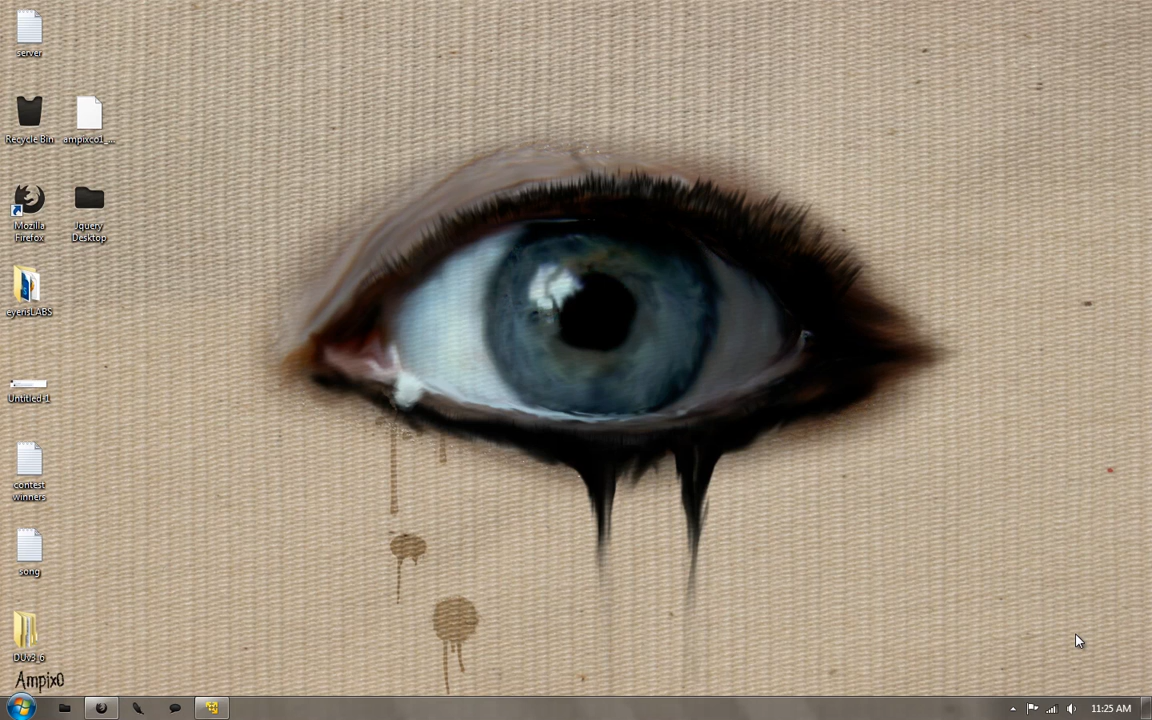 server
Recycle Bin
ampixco1_...
Mozilla
Firefox
Jquery
Desktop
eyerisLABS
Untitled-1
contest
winners
song
DUv3_6
Ampix0
11:25 AM